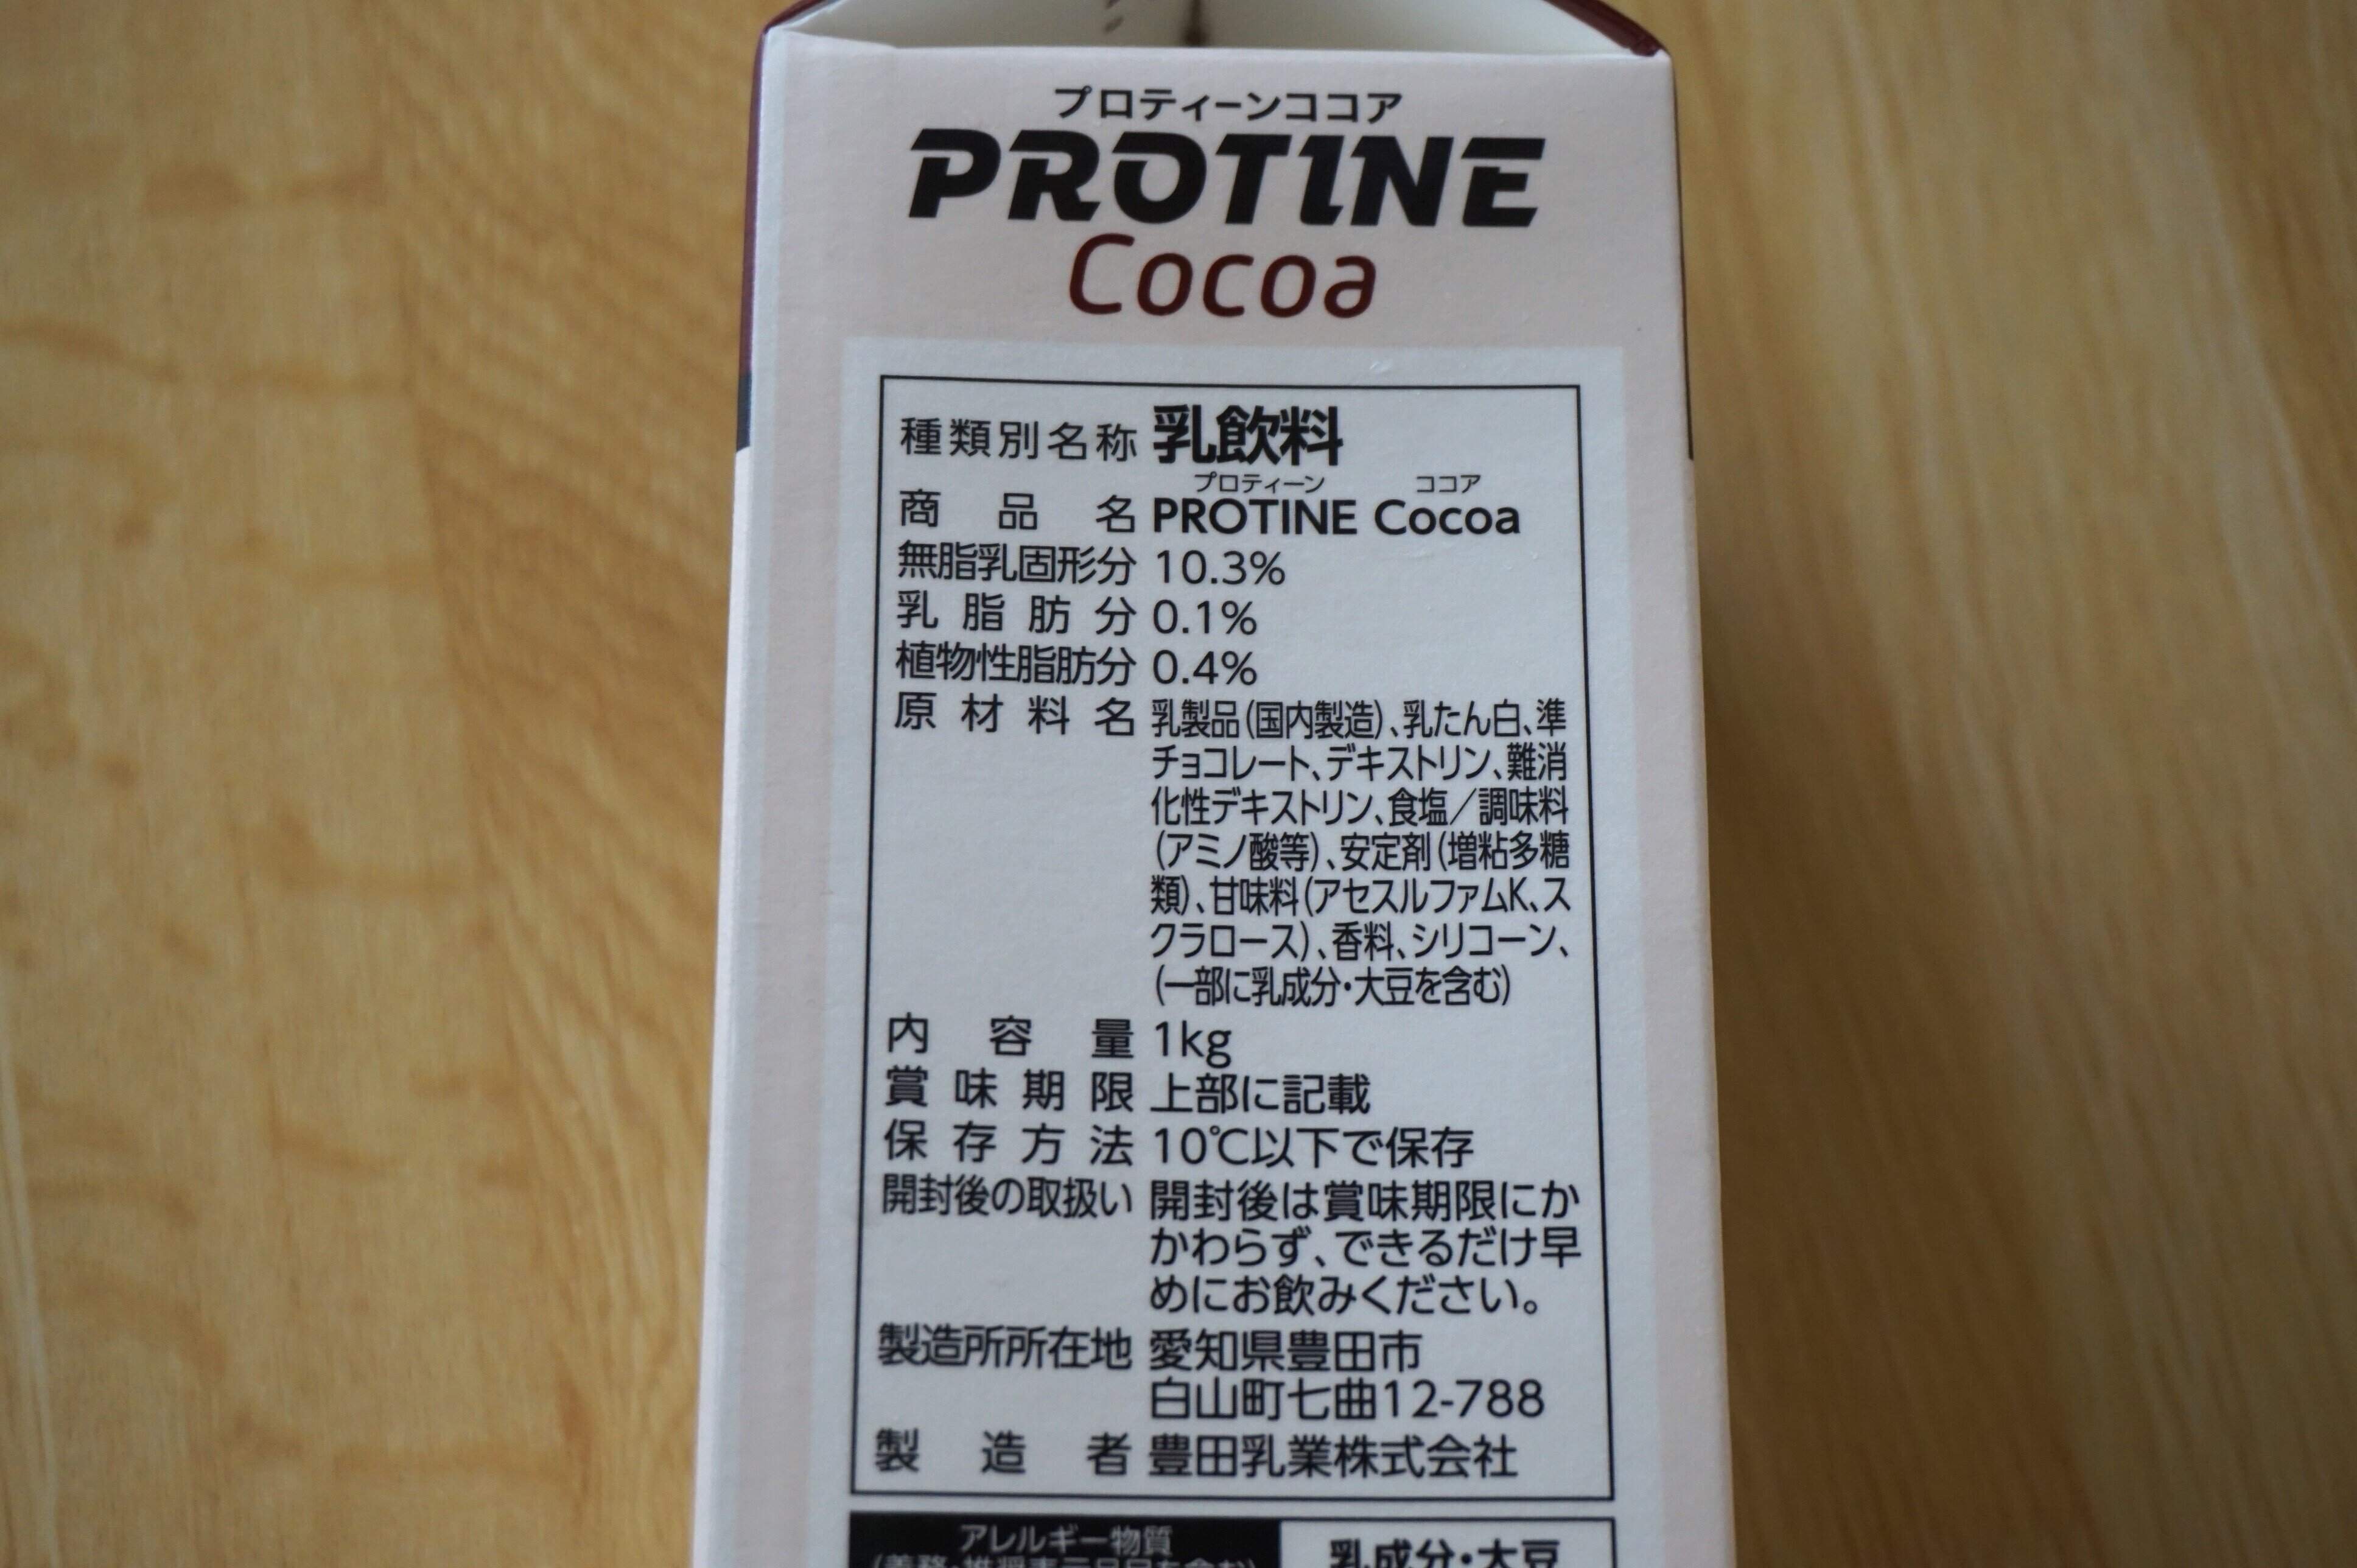 プロティーンココア
PROTINE
Cocoa
種類別名称 乳飲料
プロティーン ココア
商品名 PROTINE Cocoa
無脂乳固形分 10.3%
乳脂肪分 0.1%
植物性脂肪分 0.4%
原材料名 乳製品(国内製造)、乳たん白、準
チョコレート、デキストリン、難消
化性デキストリン、食塩／調味料
(アミノ酸等)、安定剤(増粘多糖
類)、甘味料(アセスルファムK、ス
クラロース)、香料、シリコーン、
(一部に乳成分・大豆を含む)
内容量 1kg
賞味期限 上部に記載
保存方法 10℃以下で保存
開封後の取扱い 開封後は賞味期限にか
かわらず、できるだけ早
めにお飲みください。
製造所所在地 愛知県豊田市
白山町七曲12-788
製造者 豊田乳業株式会社
アレルギー物質 乳成分・大豆